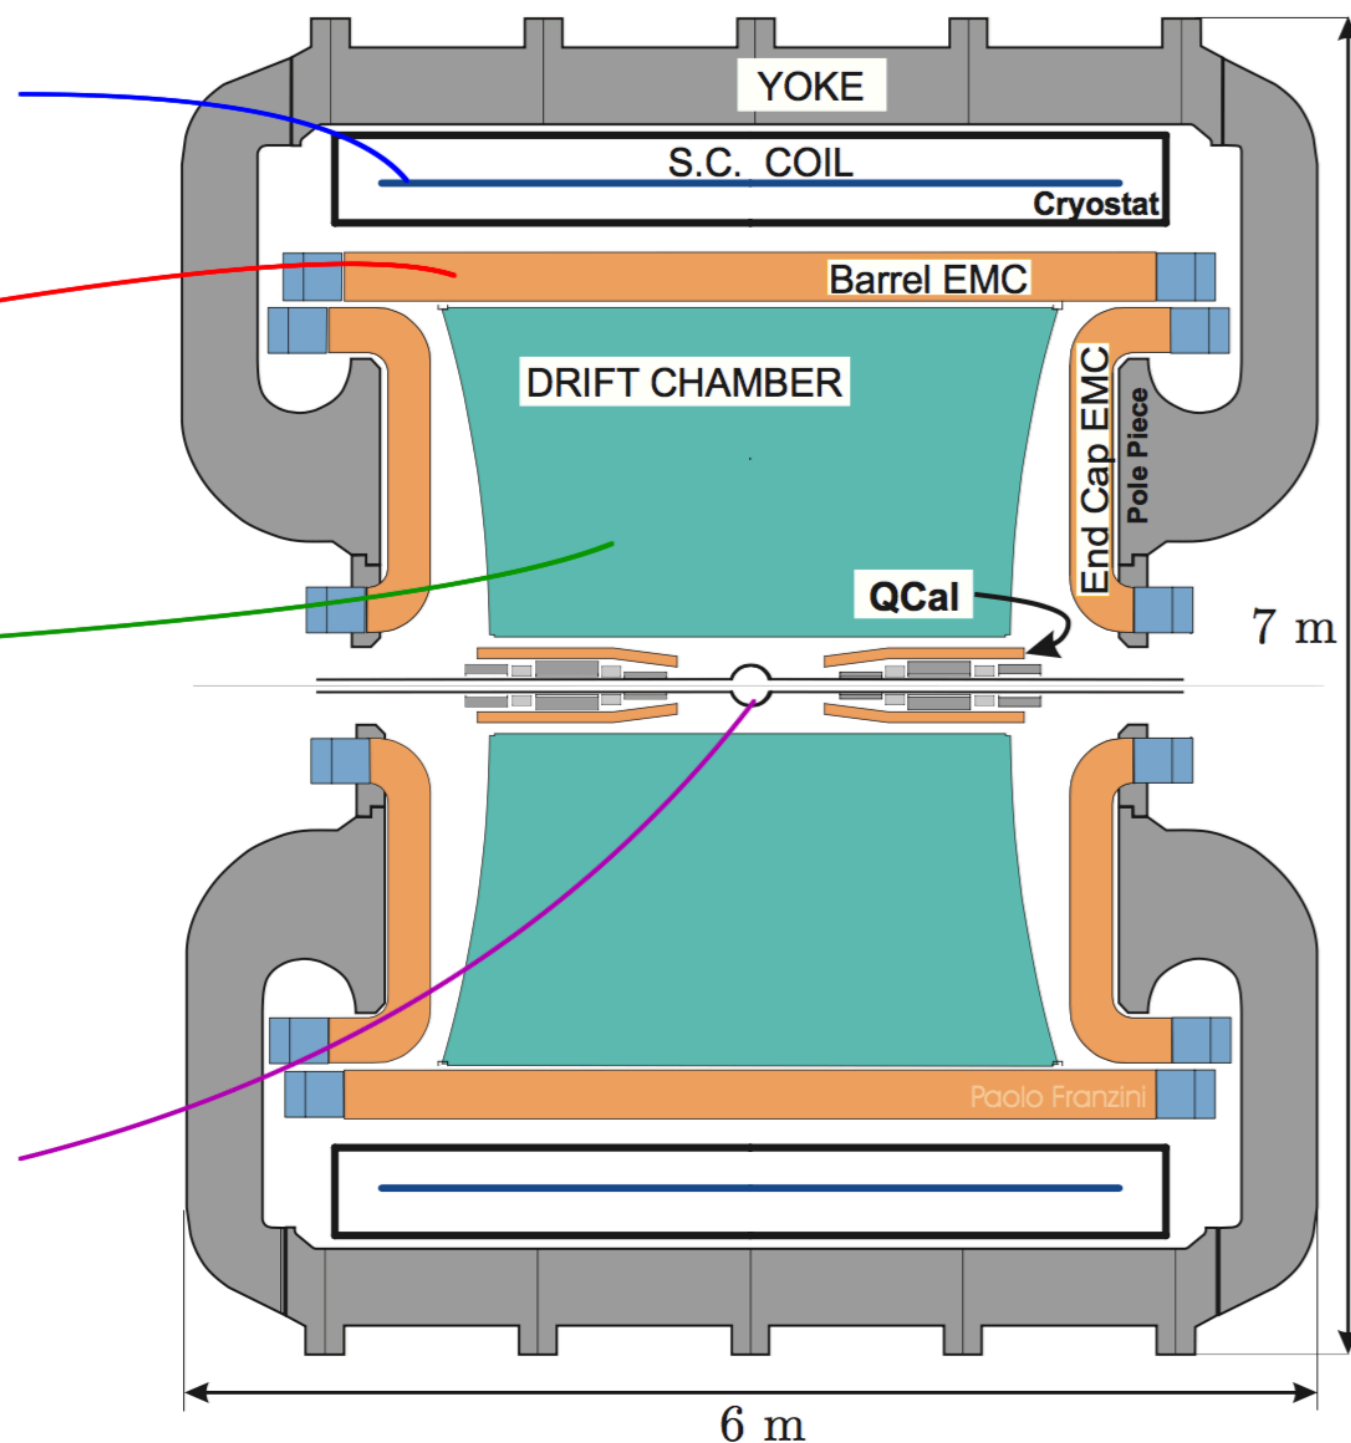 YOKE
S.C. COIL
Cryostat
Barrel EMC
DRIFT CHAMBER
End Cap EMC
Pole Piece
QCal
7 m
Paolo Franzini
6 m